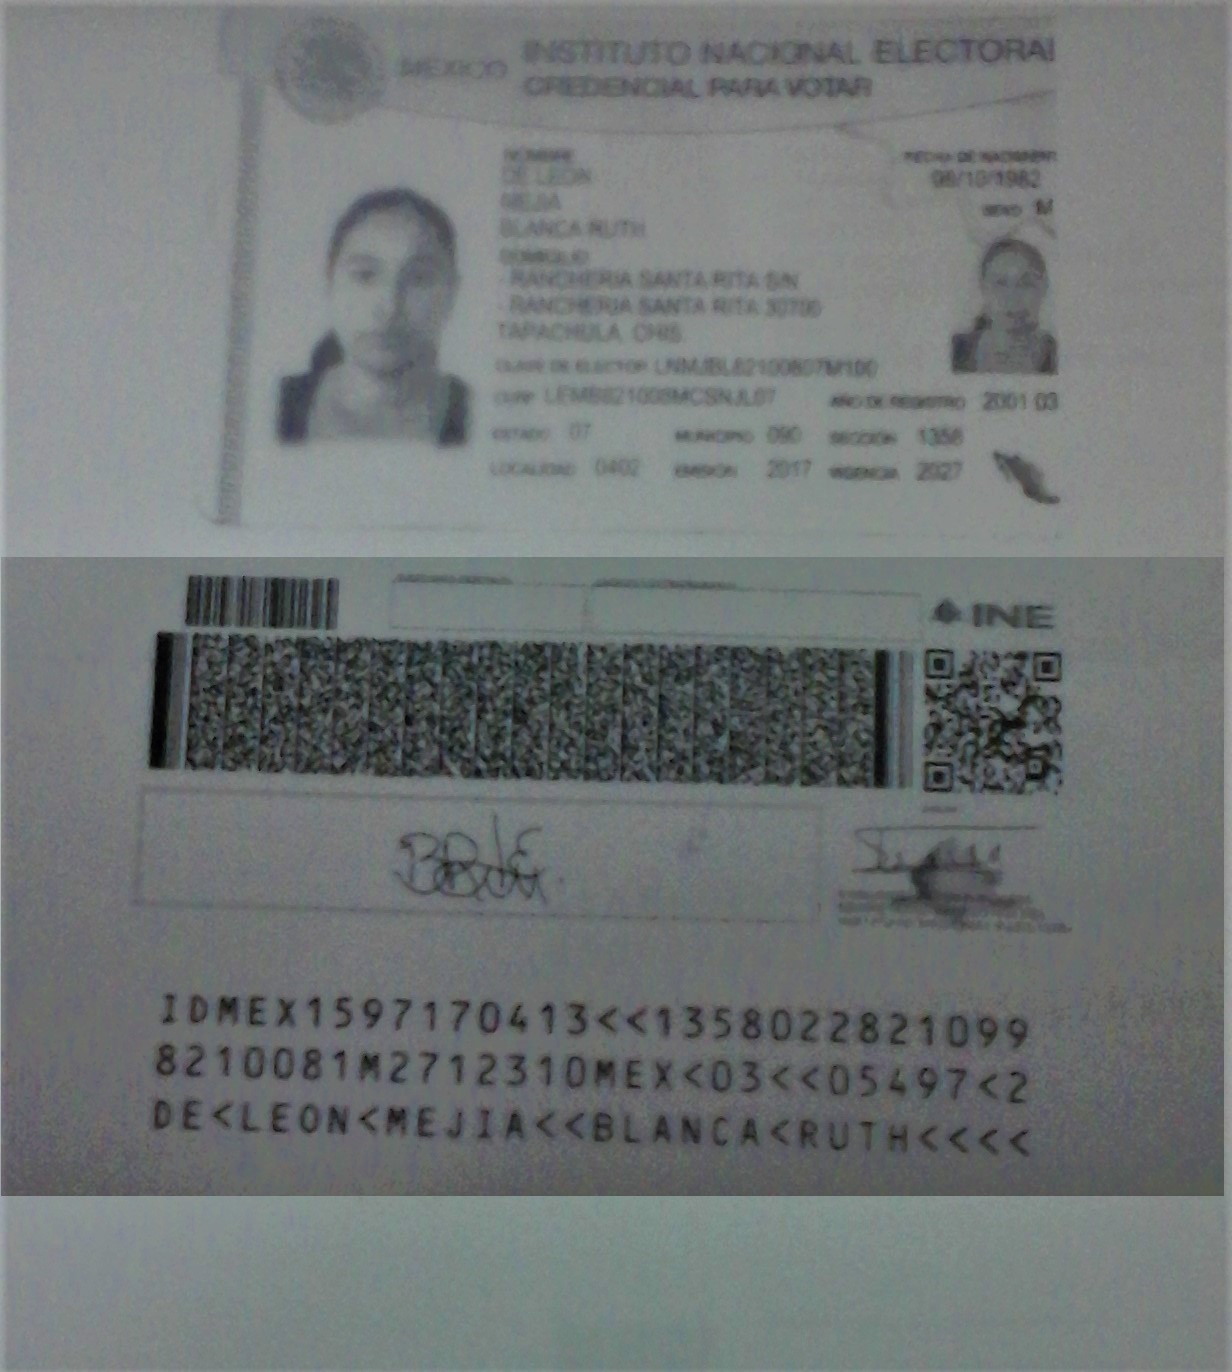 MÉXICO INSTITUTO NACIONAL ELECTORAL
CREDENCIAL PARA VOTAR
NOMBRE
DE LEON
MEJIA
BLANCA RUTH
FECHA DE NACIMIENT
08/10/1982
SEXO M
DOMICILIO
- RANCHERIA SANTA RITA S/N
- RANCHERIA SANTA RITA 30700
TAPACHULA, CHIS.
CLAVE DE ELECTOR LNMJBL82100807M100
CURP LEMB821008MCSNJL07 AÑO DE REGISTRO 2001 03
ESTADO 07 MUNICIPIO 090 SECCIÓN 1358
LOCALIDAD 0402 EMISIÓN 2017 VIGENCIA 2027
INE
IDMEX1597170413<<1358022821099
8210081M2712310MEX<03<<05497<2
DE<LEON<MEJIA<<BLANCA<RUTH<<<<